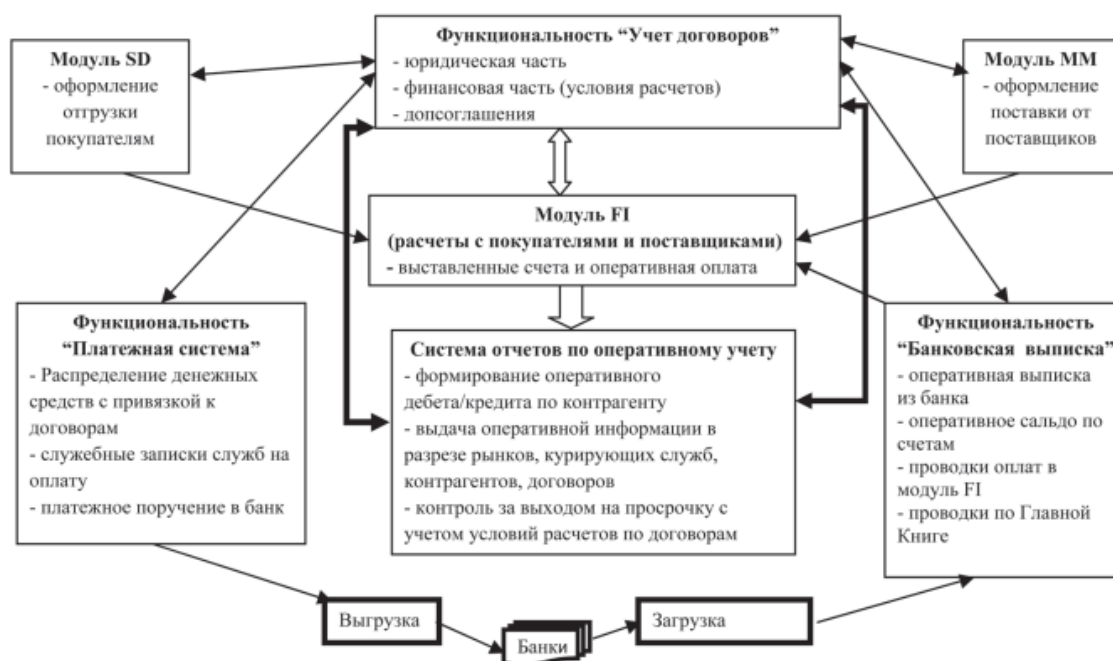 Модуль SD
- оформление
отгрузки
покупателям
Функциональность “Учет договоров”
- юридическая часть
- финансовая часть (условия расчетов)
- допсоглашения
Модуль ММ
- оформление
поставки от
поставщиков
Модуль FI
(расчеты с покупателями и поставщиками)
- выставленные счета и оперативная оплата
Функциональность
“Платежная система”
- Распределение денежных
средств с привязкой к
договорам
- служебные записки служб на
оплату
- платежное поручение в банк
Система отчетов по оперативному учету
- формирование оперативного
дебета/кредита по контрагенту
- выдача оперативной информации в
разрезе рынков, курирующих служб,
контрагентов, договоров
- контроль за выходом на просрочку с
учетом условий расчетов по договорам
Функциональность
“Банковская выписка”
- оперативная выписка
из банка
- оперативное сальдо по
счетам
- проводки оплат в
модуль FI
- проводки по Главной
Книге
Выгрузка
Банки
Загрузка